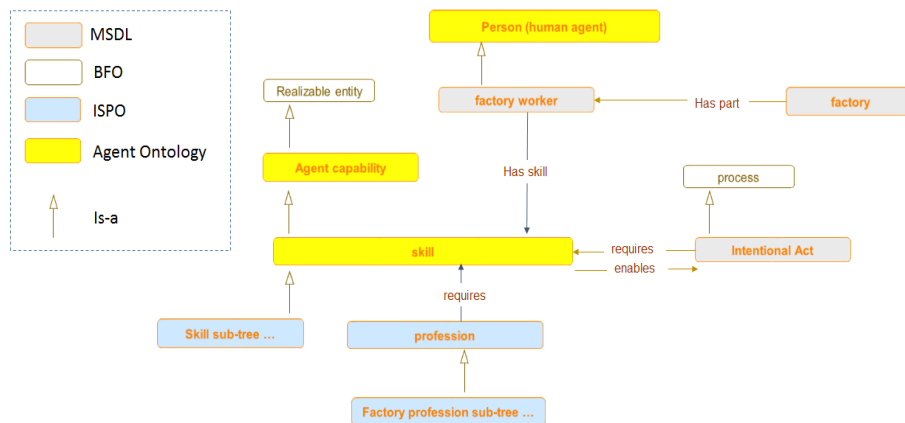 MSDL
BFO
ISPO
Agent Ontology
Is-a
Person (human agent)
Realizable entity
factory worker
Has part
factory
Agent capability
Has skill
process
skill
requires
enables
Intentional Act
requires
Skill sub-tree ...
profession
Factory profession sub-tree ...